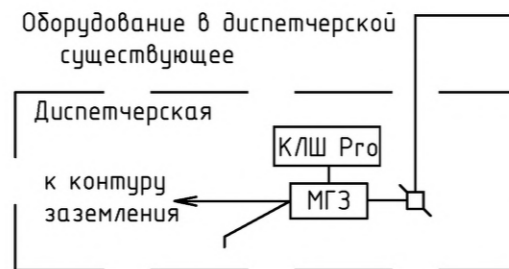 Оборудование в диспетчерской
существующее
Диспетчерская
КЛШ Pro
к контуру
заземления
МГЗ